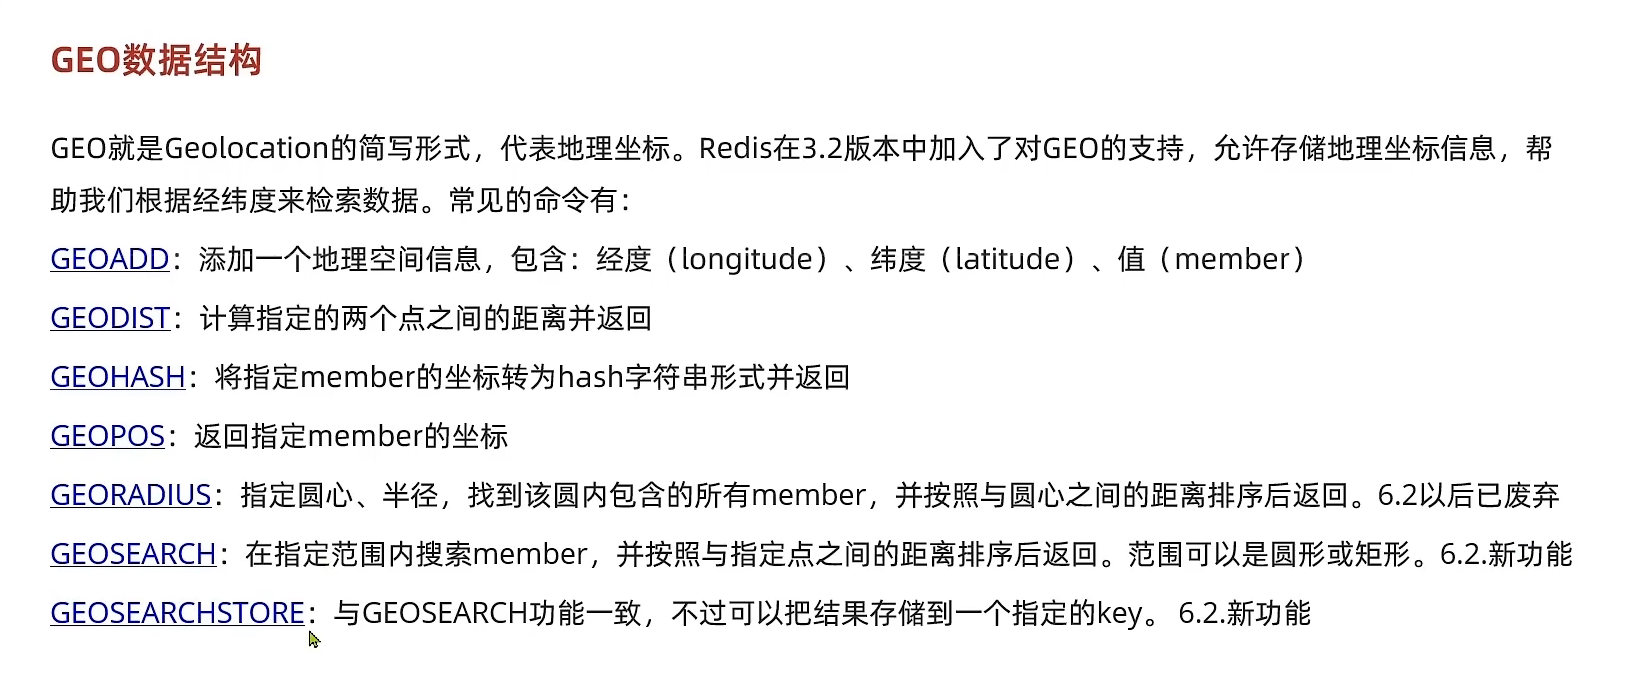 GEO数据结构
GEO就是Geolocation的简写形式，代表地理坐标。Redis在3.2版本中加入了对GEO的支持，允许存储地理坐标信息，帮
助我们根据经纬度来检索数据。常见的命令有：
GEOADD：添加一个地理空间信息，包含：经度（longitude）、纬度（latitude）、值（member）
GEODIST：计算指定的两个点之间的距离并返回
GEOHASH：将指定member的坐标转为hash字符串形式并返回
GEOPOS：返回指定member的坐标
GEORADIUS：指定圆心、半径，找到该圆内包含的所有member，并按照与圆心之间的距离排序后返回。6.2以后已废弃
GEOSEARCH：在指定范围内搜索member，并按照与指定点之间的距离排序后返回。范围可以是圆形或矩形。6.2.新功能
GEOSEARCHSTORE：与GEOSEARCH功能一致，不过可以把结果存储到一个指定的key。 6.2.新功能